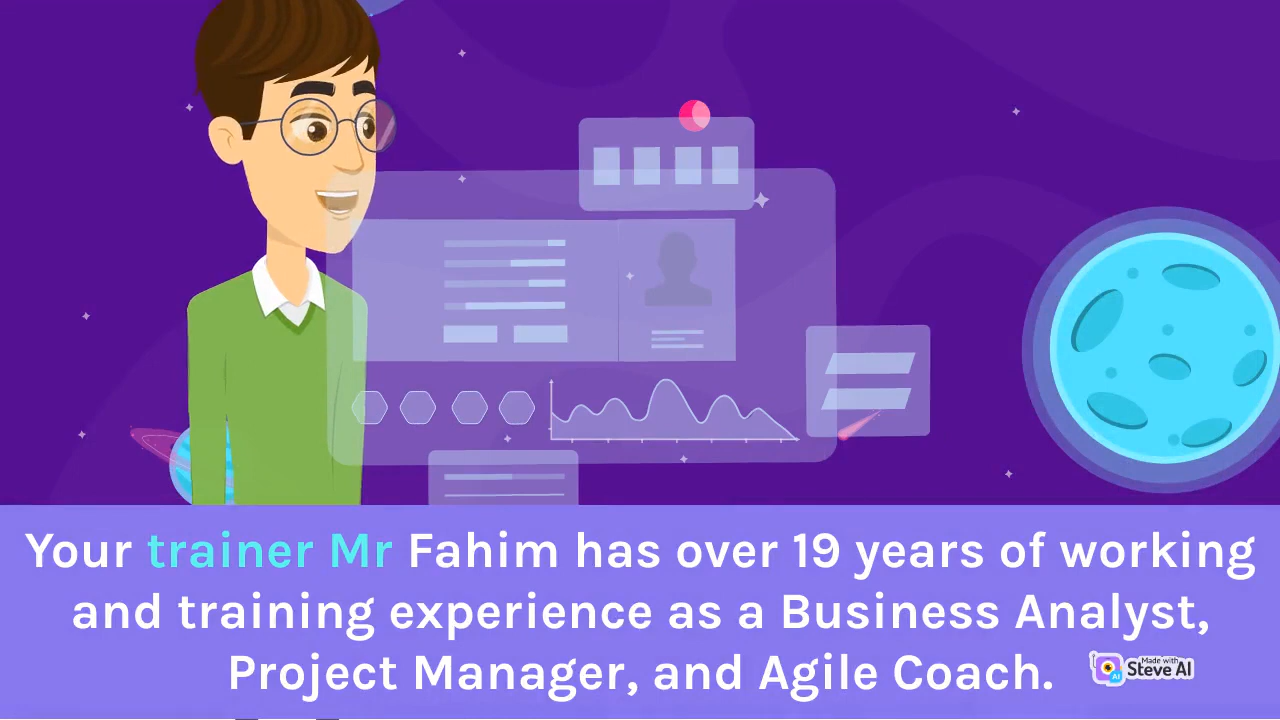 Your trainer Mr Fahim has over 19 years of working
and training experience as a Business Analyst,
Project Manager, and Agile Coach.
Made with
Steve AI
AI